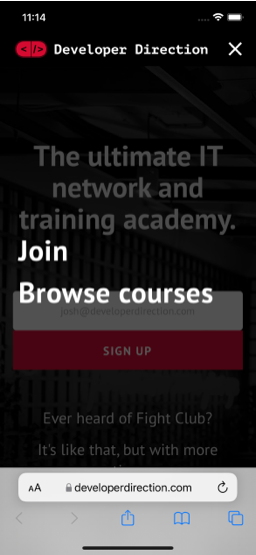 11:14
</> Developer Direction
The ultimate IT
network and
training academy.
Join
Browse courses
josh@developerdirection.com
SIGN UP
Ever heard of Fight Club?
It's like that, but with more
AA developerdirection.com